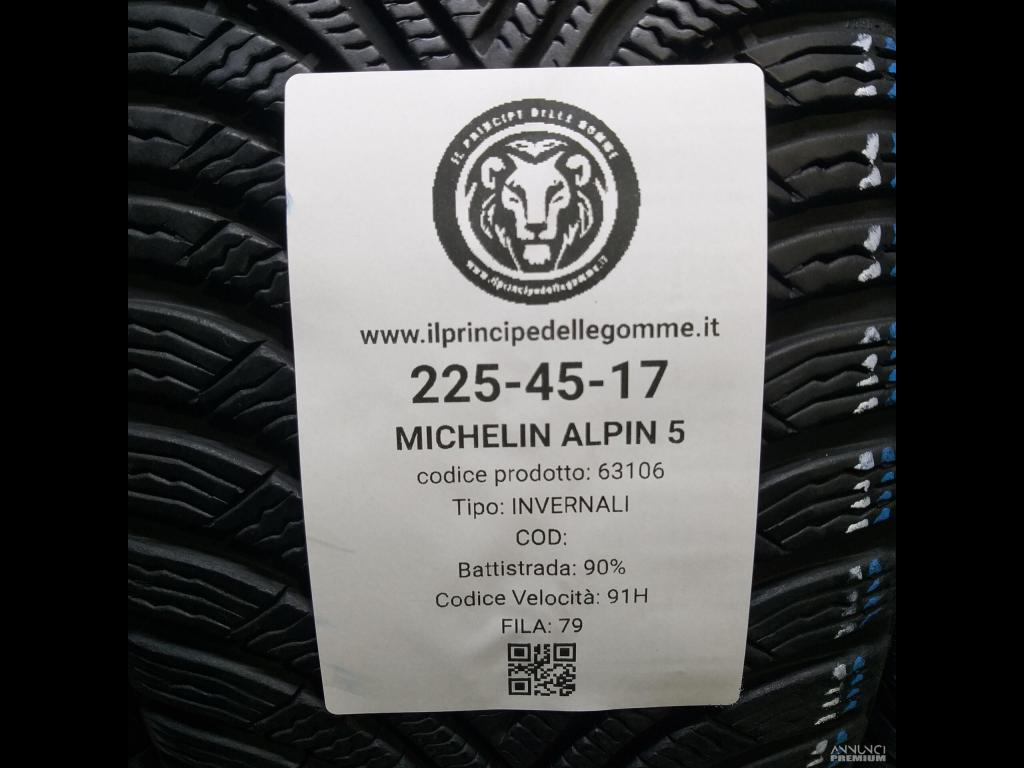 IL PRINCIPE DELLE GOMME
www.ilprincipedellegomme.it
www.ilprincipedellegomme.it
225-45-17
MICHELIN ALPIN 5
codice prodotto: 63106
Tipo: INVERNALI
COD:
Battistrada: 90%
Codice Velocità: 91H
FILA: 79
ANNUNCI
PREMIUM